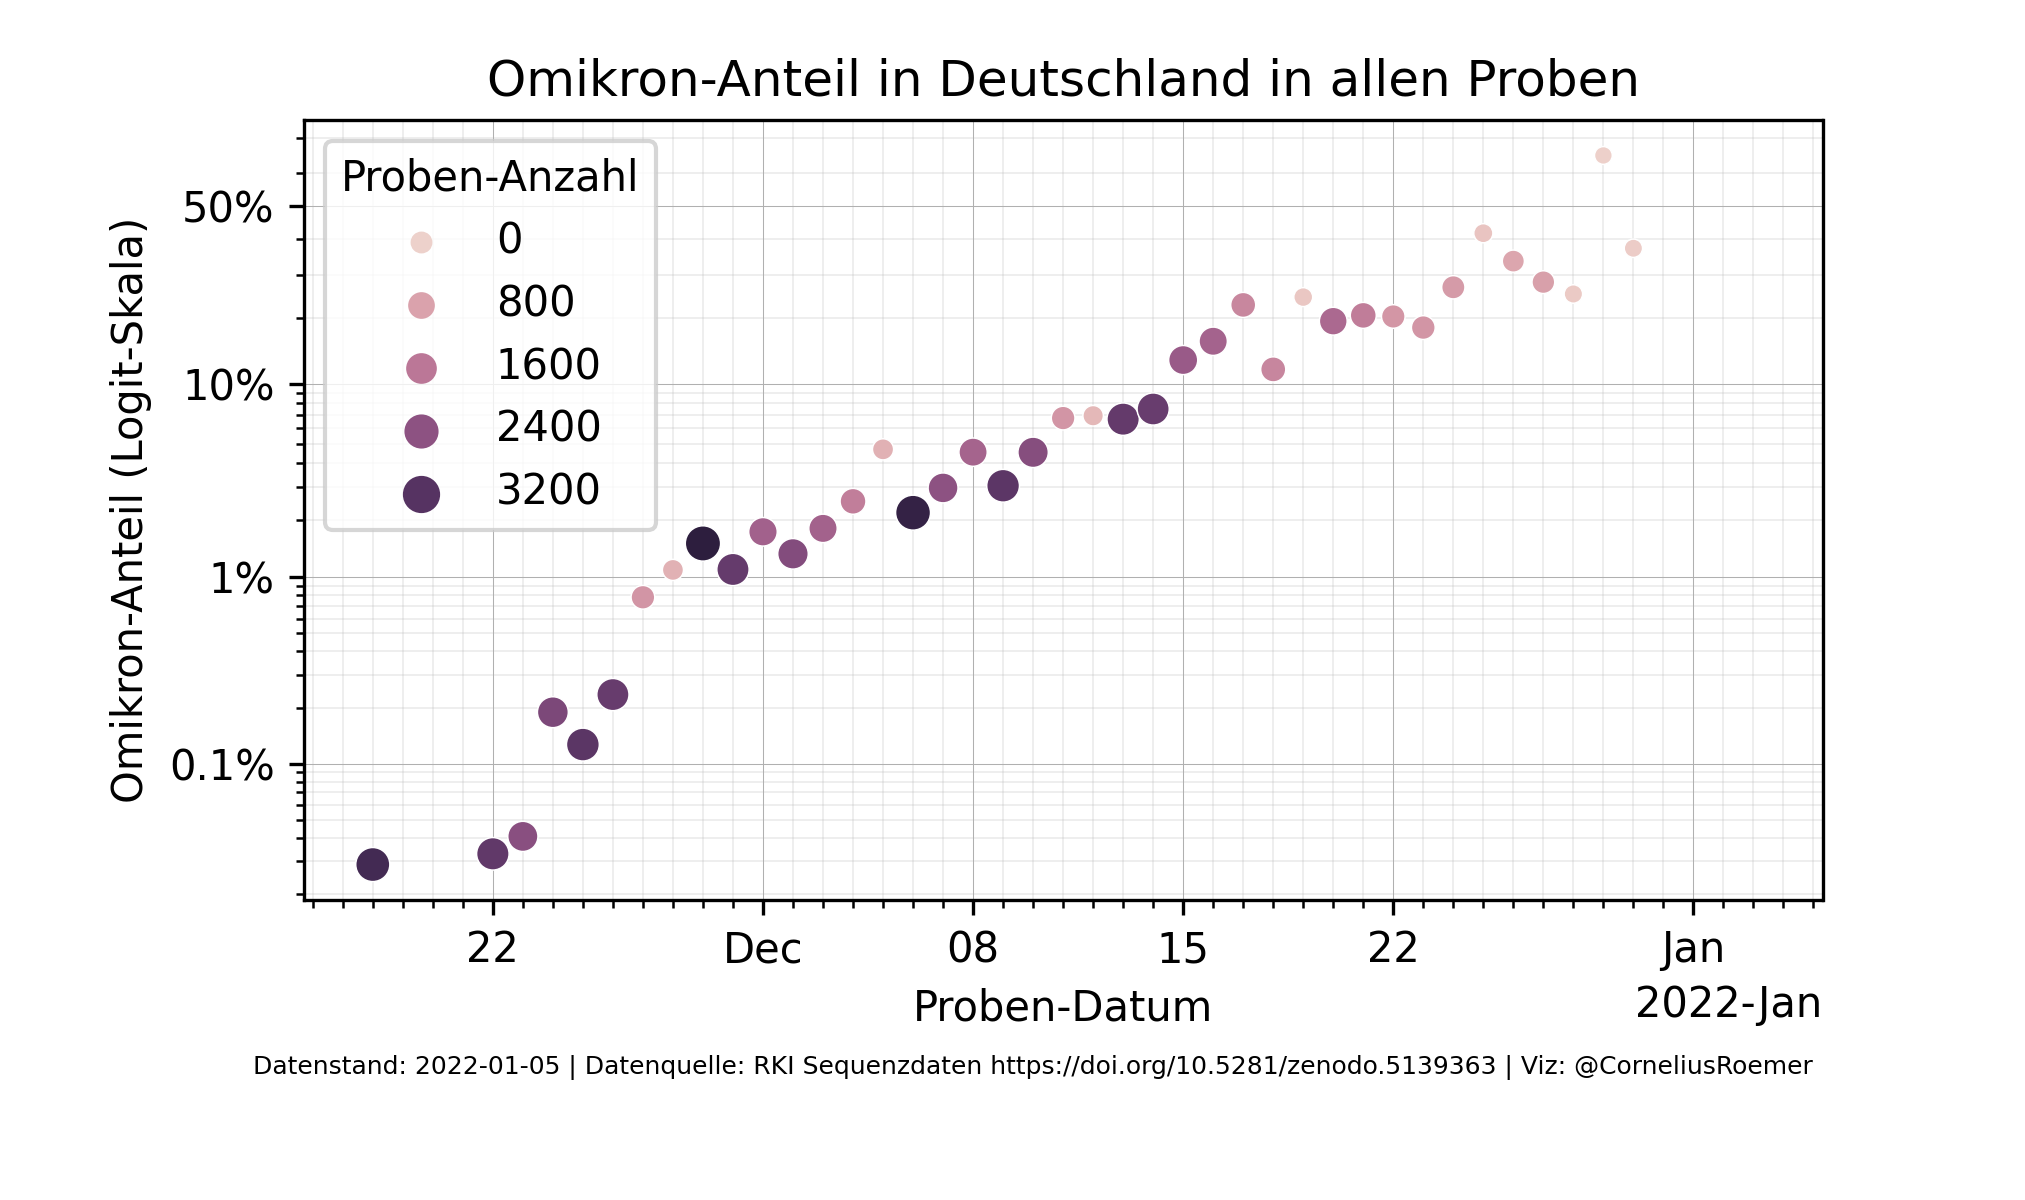 Omikron-Anteil in Deutschland in allen Proben
Omikron-Anteil (Logit-Skala)
50%
10%
1%
0.1%
Proben-Anzahl
0
800
1600
2400
3200
22 Dec 08 15 22 Jan
Proben-Datum
2022-Jan
Datenstand: 2022-01-05 | Datenquelle: RKI Sequenzdaten https://doi.org/10.5281/zenodo.5139363 | Viz: @CorneliusRoemer